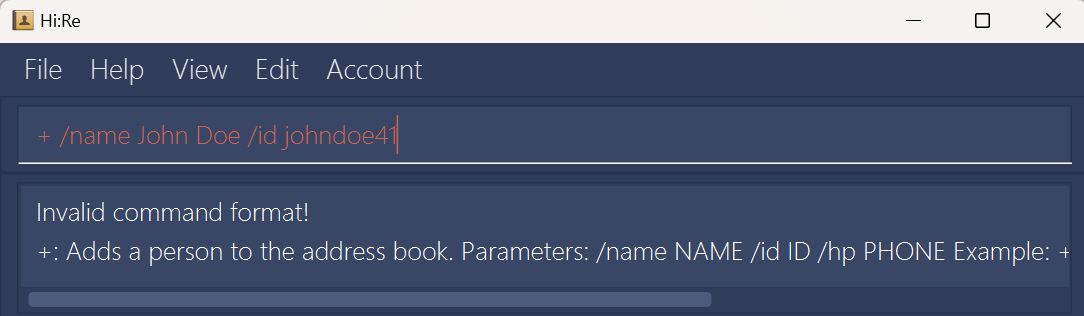 Hi:Re
File Help View Edit Account
+ /name John Doe /id johndoe41
Invalid command format!
+: Adds a person to the address book. Parameters: /name NAME /id ID /hp PHONE Example: +